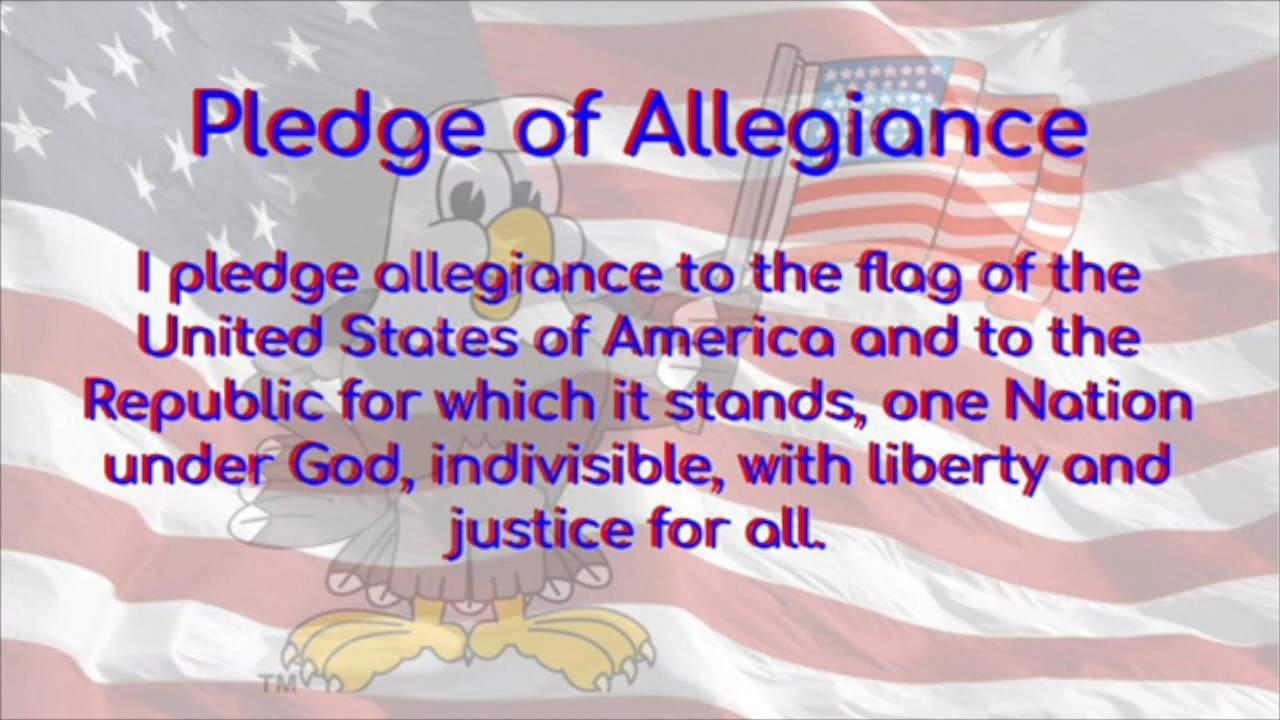 Pledge of Allegiance
I pledge allegiance to the flag of the
United States of America and to the
Republic for which it stands, one Nation
under God, indivisible, with liberty and
justice for all.
TM